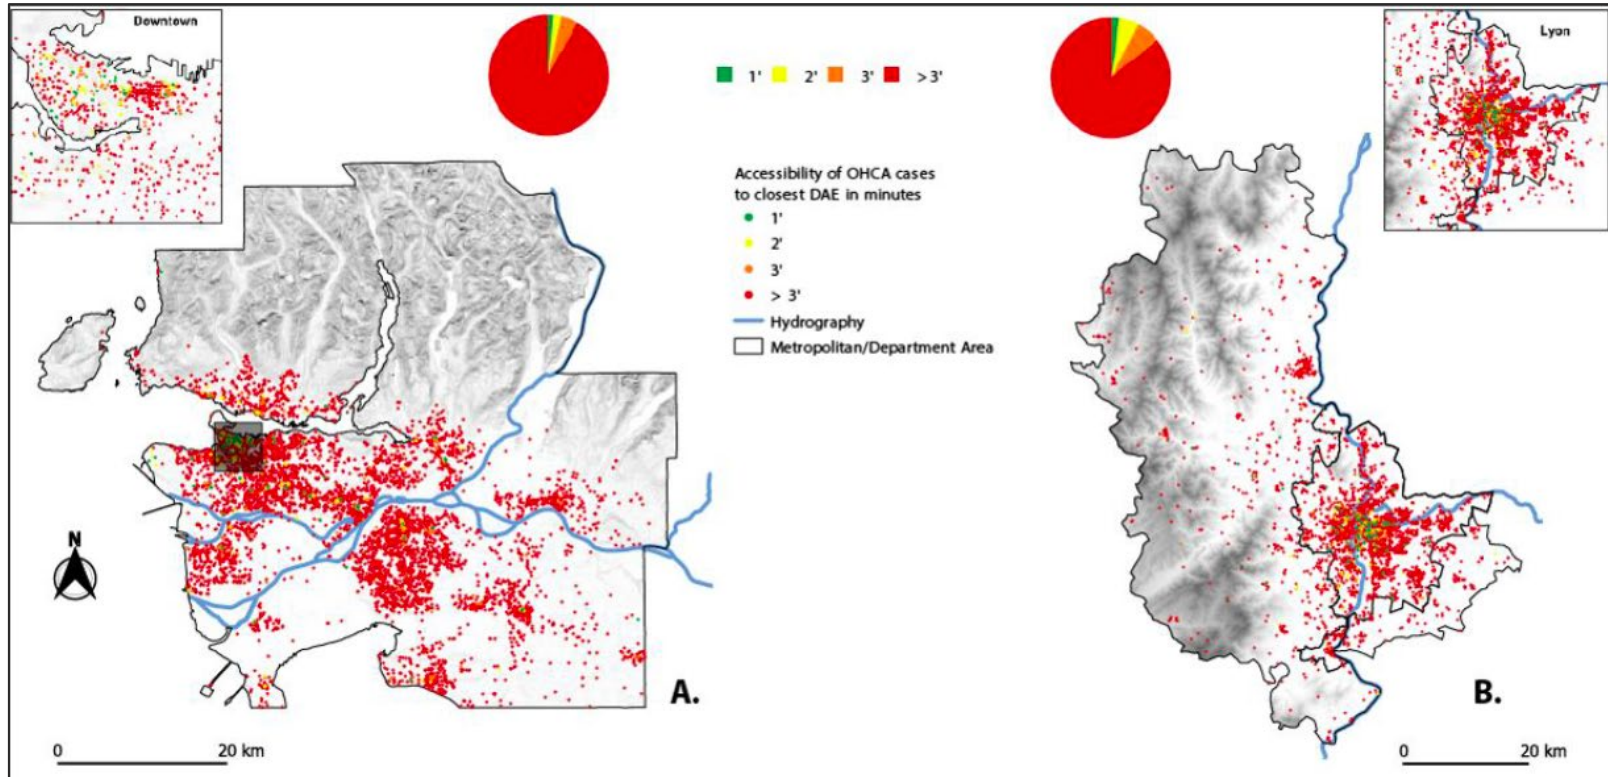 Downtown
1' 2' 3' > 3'
Lyon
Accessibility of OHCA cases
to closest DAE in minutes
1'
2'
3'
> 3'
Hydrography
Metropolitan/Department Area
N
A.
B.
0 20 km
0 20 km